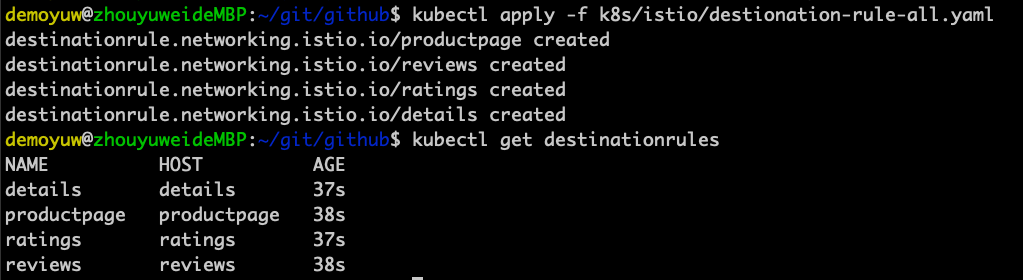 demoyuw@zhouyuweideMBP:~/git/github$ kubectl apply -f k8s/istio/destionation-rule-all.yaml
destinationrule.networking.istio.io/productpage created
destinationrule.networking.istio.io/reviews created
destinationrule.networking.istio.io/ratings created
destinationrule.networking.istio.io/details created
demoyuw@zhouyuweideMBP:~/git/github$ kubectl get destinationrules
NAME          HOST          AGE
details       details       37s
productpage   productpage   38s
ratings       ratings       37s
reviews       reviews       38s